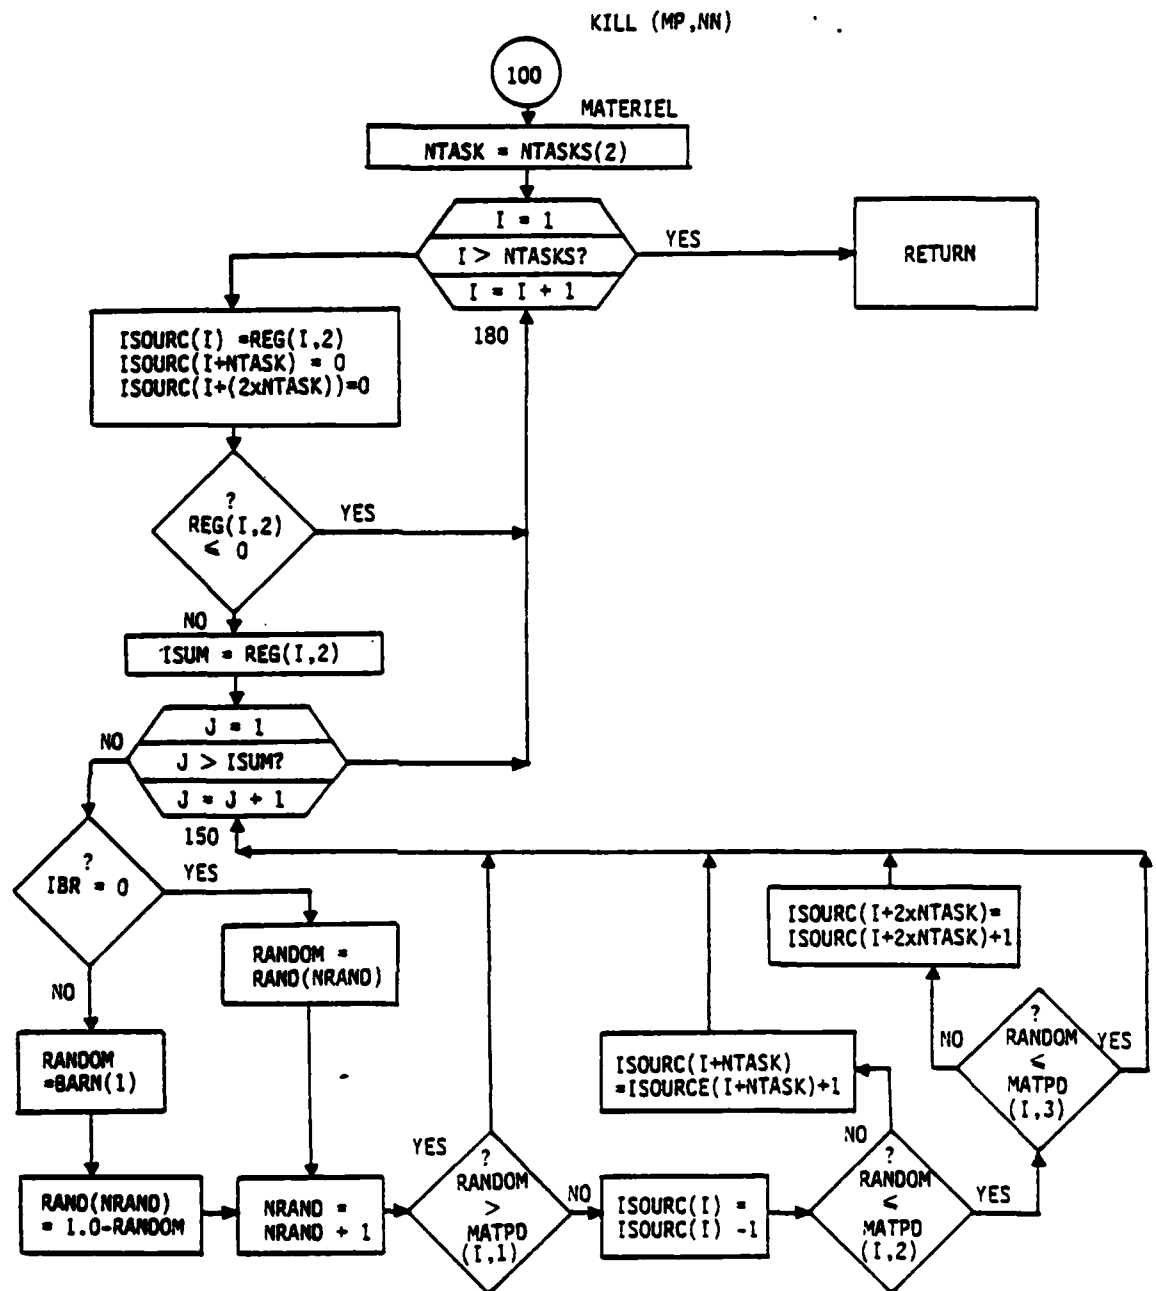 KILL (MP,NN)
100
MATERIEL
NTASK = NTASKS(2)
I = 1
I > NTASKS?
I = I + 1
YES
RETURN
180
ISOURC(I) =REG(I,2)
ISOURC(I+NTASK) = 0
ISOURC(I+(2xNTASK))=0
?
REG(I,2)
≤ 0
YES
NO
ISUM = REG(I,2)
J = 1
J > ISUM?
J = J + 1
NO
150
?
IBR = 0
YES
NO
RANDOM =
RAND(NRAND)
RANDOM
=BARN(1)
RAND(NRAND)
= 1.0-RANDOM
NRAND =
NRAND + 1
YES
?
RANDOM
>
MATPD
(I,1)
NO
ISOURC(I) =
ISOURC(I) -1
ISOURC(I+NTASK)
=ISOURCE(I+NTASK)+1
NO
?
RANDOM
≤
MATPD
(I,2)
YES
ISOURC(I+2xNTASK)=
ISOURC(I+2xNTASK)+1
NO
?
RANDOM
≤
MATPD
(I,3)
YES